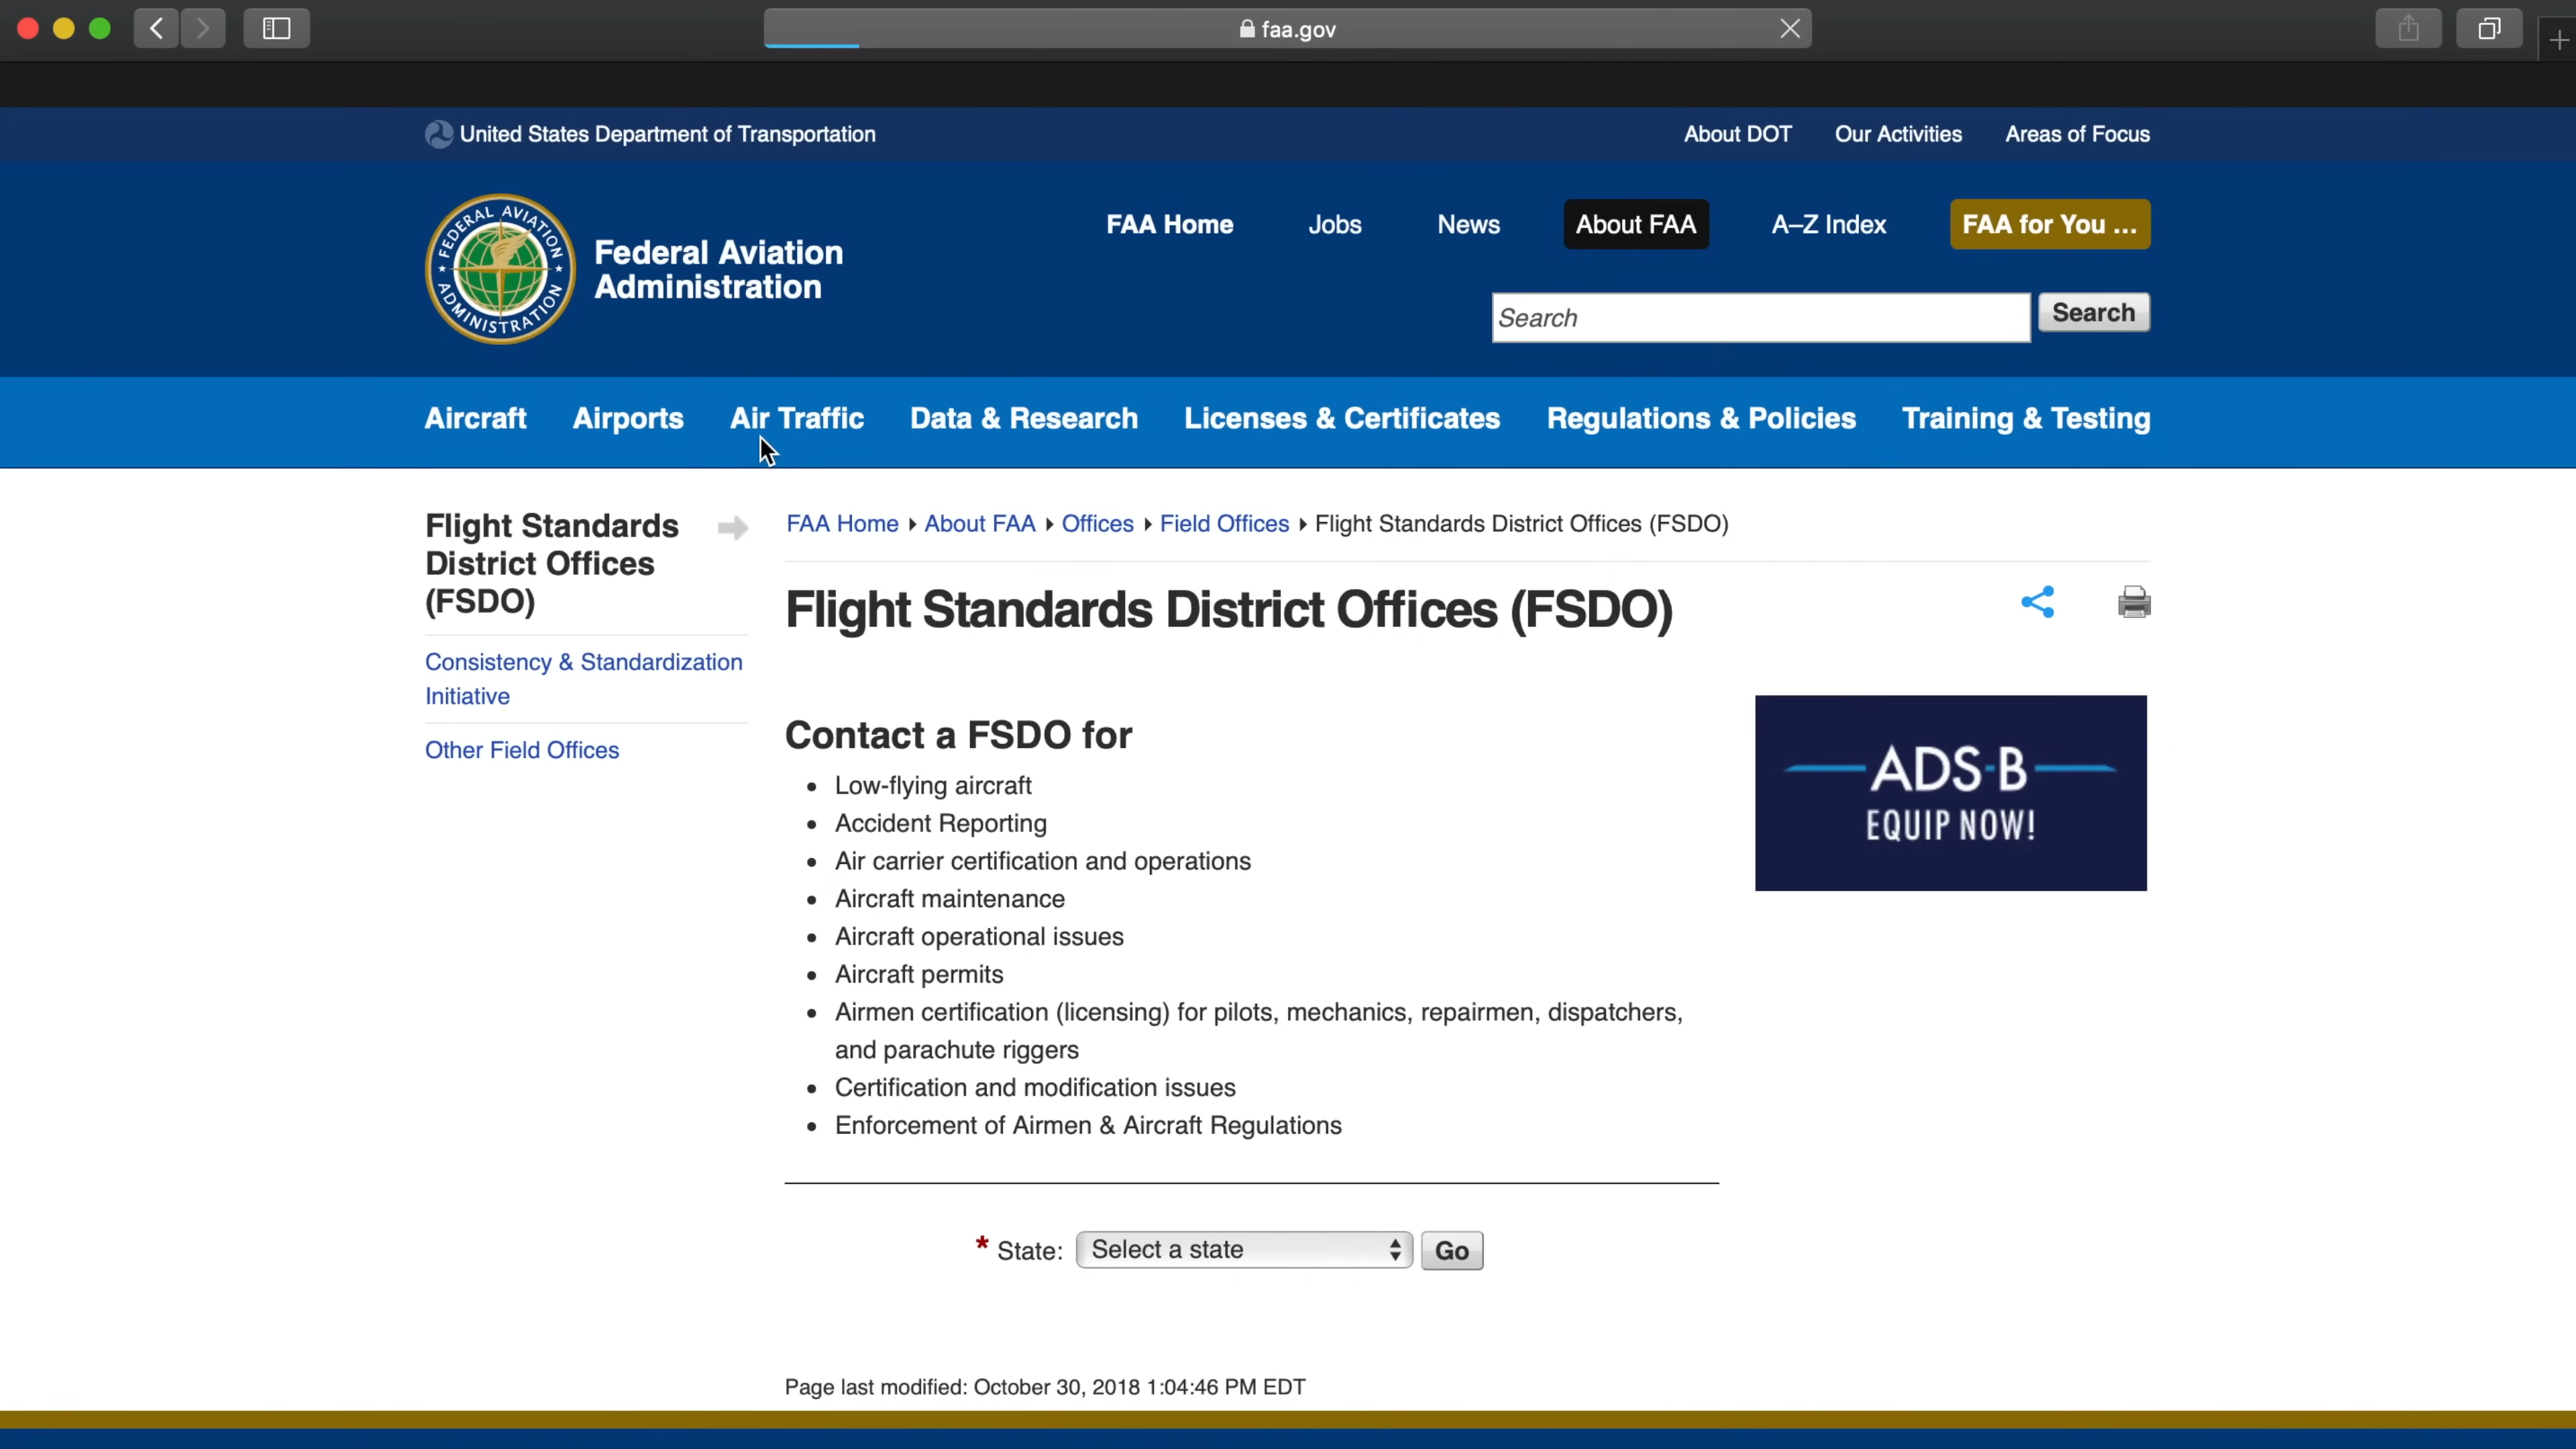 faa.gov
United States Department of Transportation
About DOT
Our Activities
Areas of Focus
FEDERAL AVIATION ADMINISTRATION
Federal Aviation
Administration
FAA Home
Jobs
News
About FAA
A–Z Index
FAA for You ...
Search
Search
Aircraft
Airports
Air Traffic
Data & Research
Licenses & Certificates
Regulations & Policies
Training & Testing
Flight Standards
District Offices
(FSDO)
Consistency & Standardization
Initiative
Other Field Offices
FAA Home ▸ About FAA ▸ Offices ▸ Field Offices ▸ Flight Standards District Offices (FSDO)
Flight Standards District Offices (FSDO)
Contact a FSDO for
• Low-flying aircraft
• Accident Reporting
• Air carrier certification and operations
• Aircraft maintenance
• Aircraft operational issues
• Aircraft permits
• Airmen certification (licensing) for pilots, mechanics, repairmen, dispatchers,
and parachute riggers
• Certification and modification issues
• Enforcement of Airmen & Aircraft Regulations
ADS-B
EQUIP NOW!
* State: Select a state Go
Page last modified: October 30, 2018 1:04:46 PM EDT